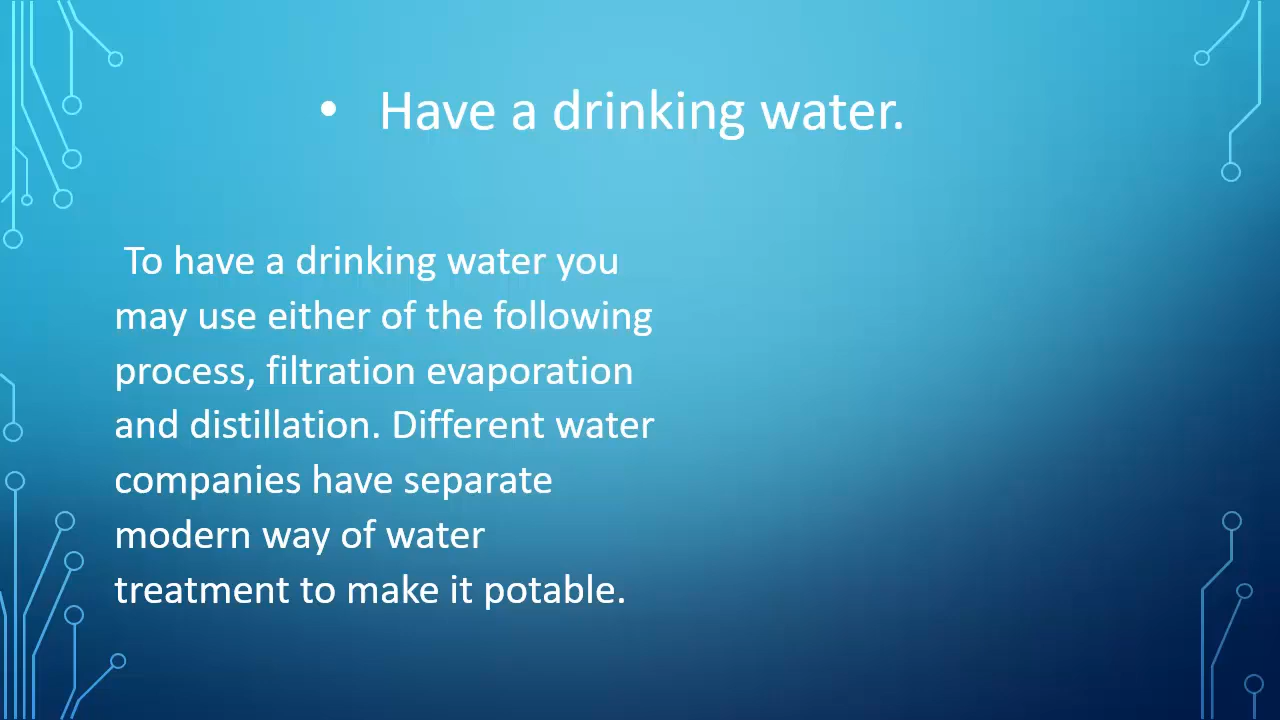 • Have a drinking water.
To have a drinking water you
may use either of the following
process, filtration evaporation
and distillation. Different water
companies have separate
modern way of water
treatment to make it potable.